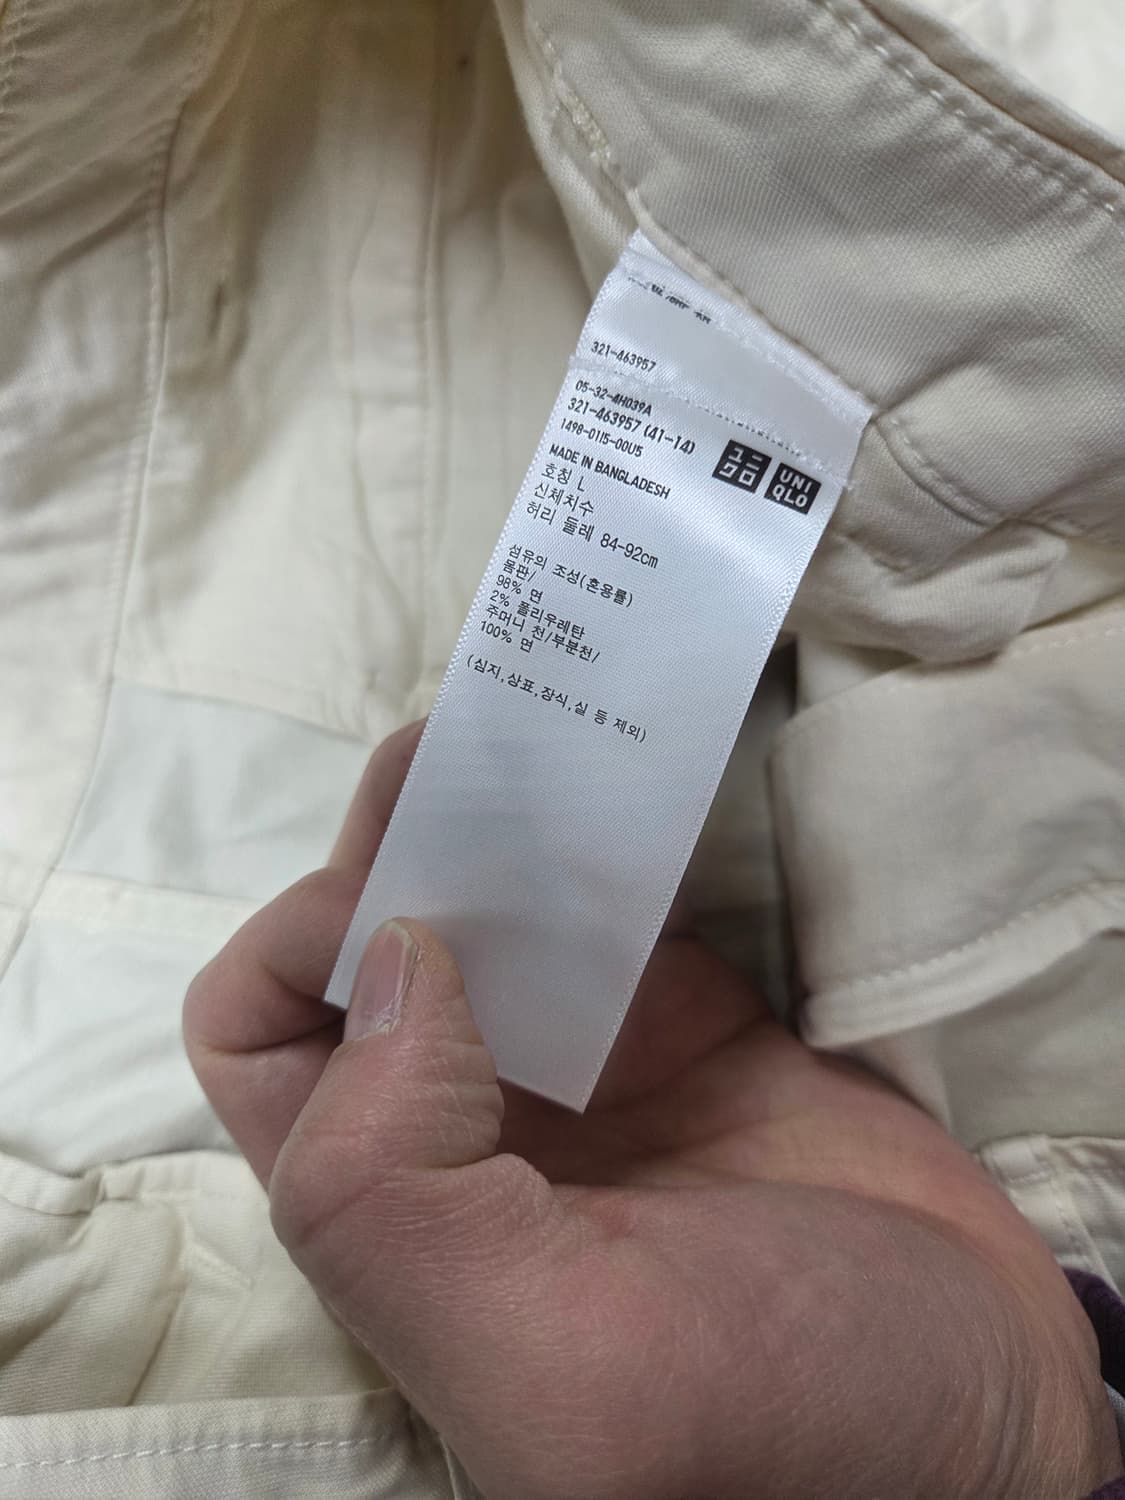 321-463957
05-32-4H039A
321-463957 (41-14)
1498-0115-00U5
ユニ
クロ
UNI
QLO
MADE IN BANGLADESH
호칭 L
신체치수
허리 둘레 84-92cm
섬유의 조성(혼용률)
몸판/
98% 면
2% 폴리우레탄
주머니 천/부분천/
100% 면
(심지,상표,장식,실 등 제외)